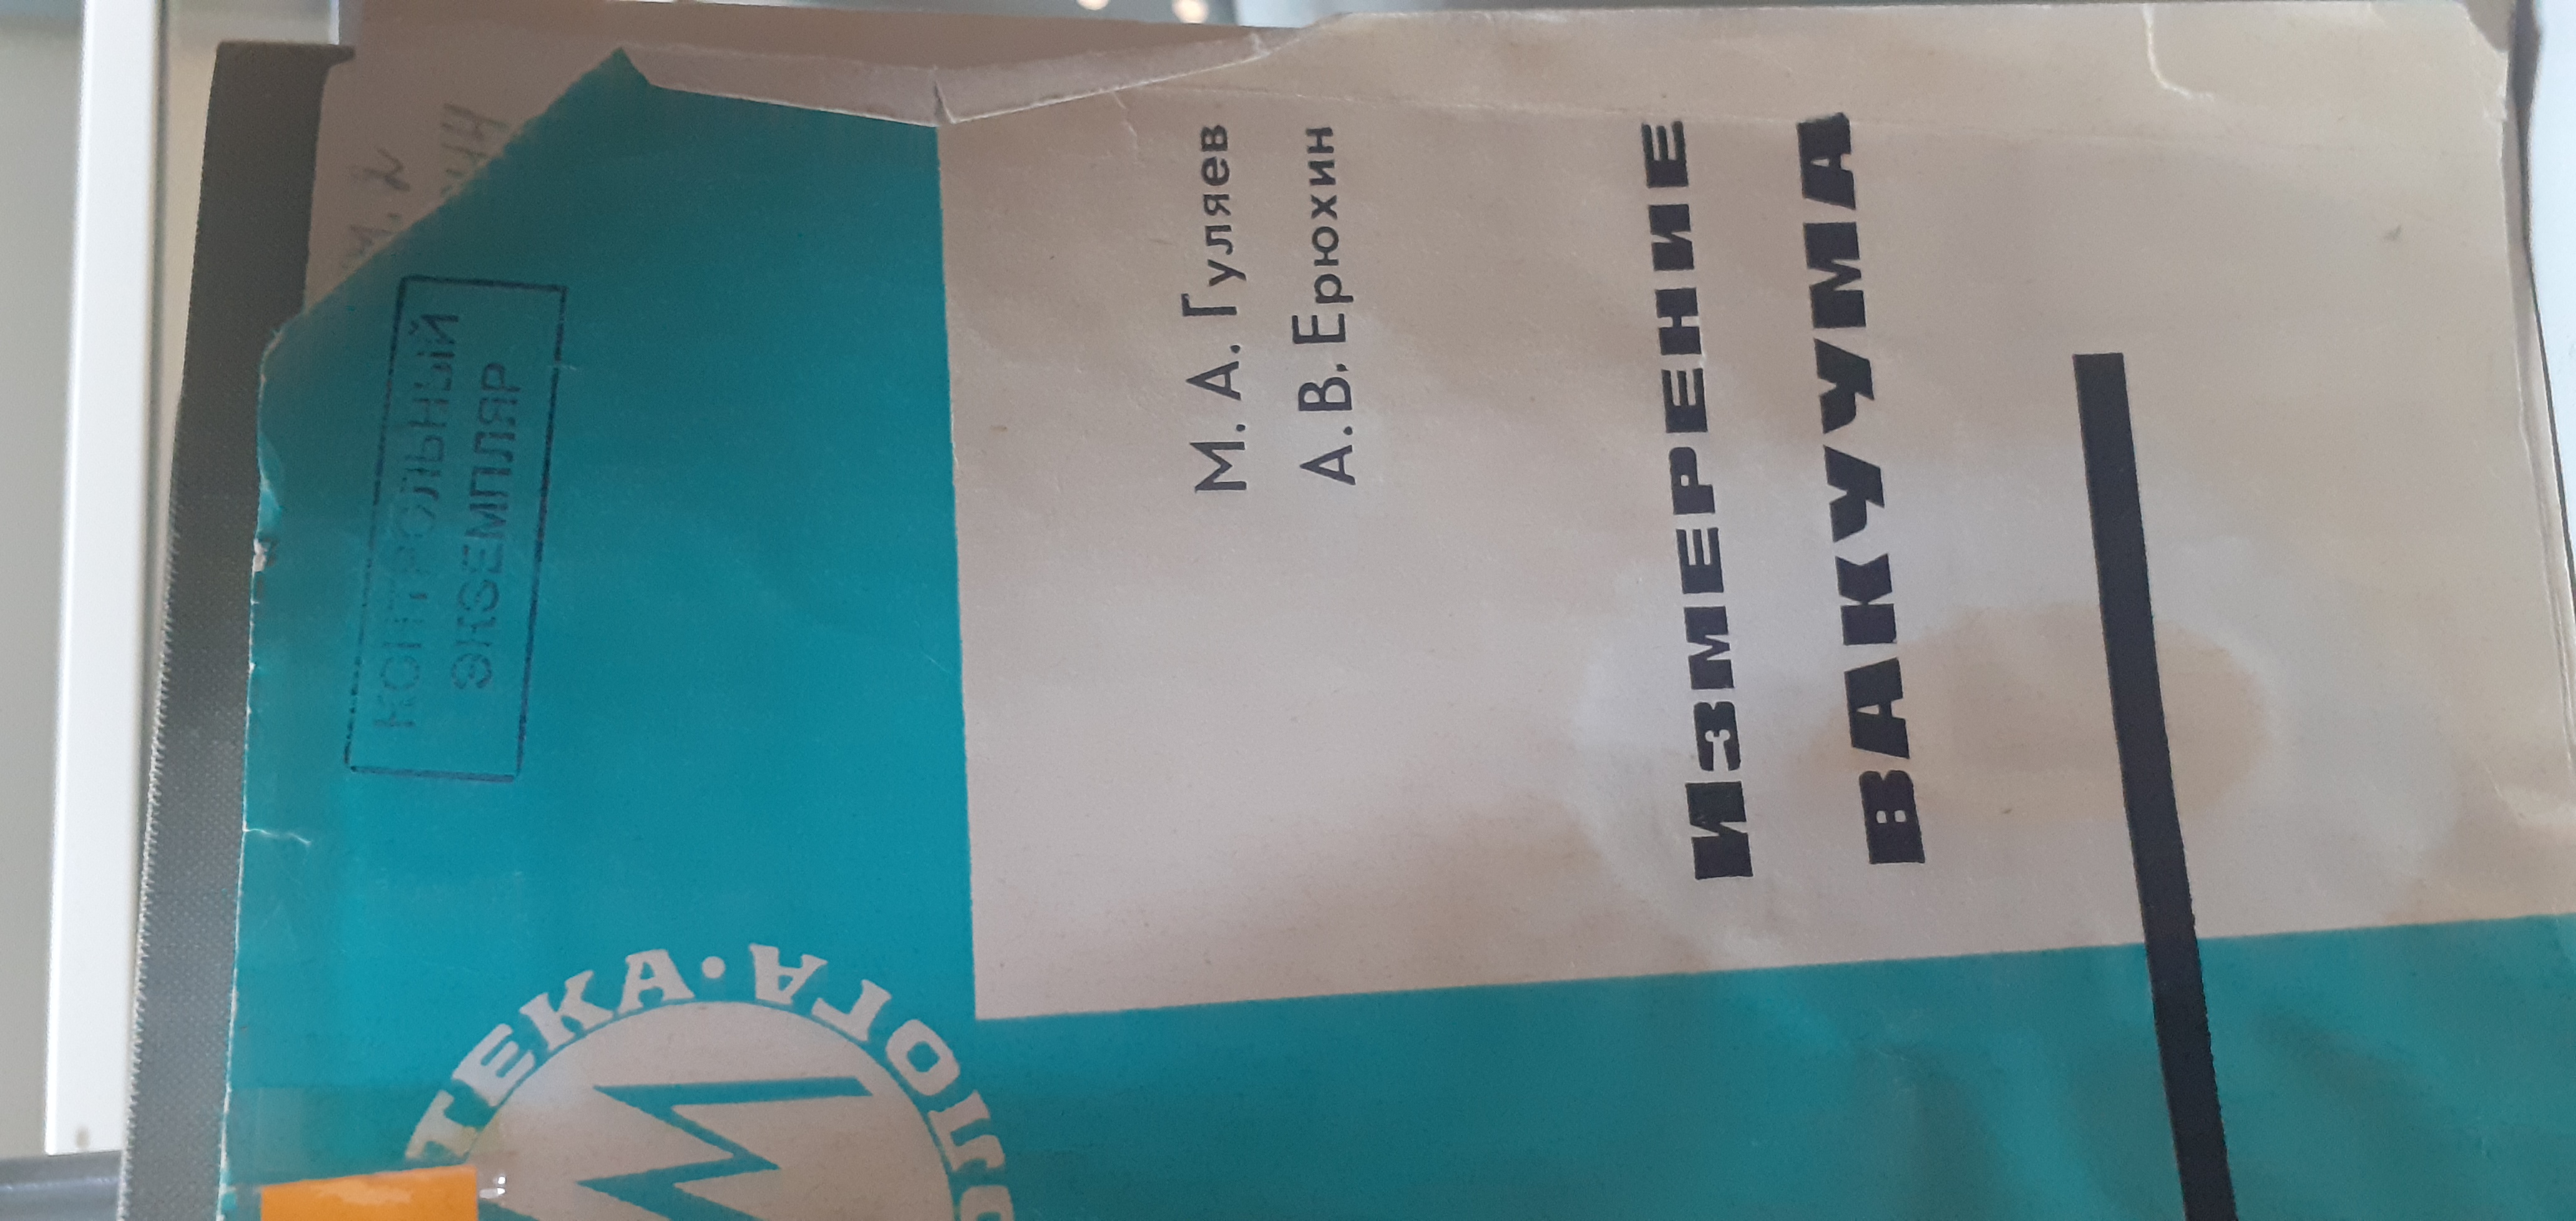 КОНТРОЛЬНЫЙ
ЭКЗЕМПЛЯР
М. А. Гуляев
А. В. Ерюхин
ИЗМЕРЕНИЕ
ВАКУУМА
ТЕКА •